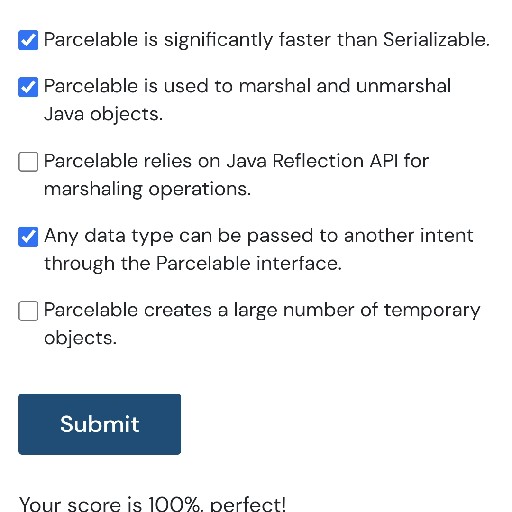 Parcelable is significantly faster than Serializable.
Parcelable is used to marshal and unmarshal
Java objects.
Parcelable relies on Java Reflection API for
marshaling operations.
Any data type can be passed to another intent
through the Parcelable interface.
Parcelable creates a large number of temporary
objects.
Submit
Your score is 100%. perfect!